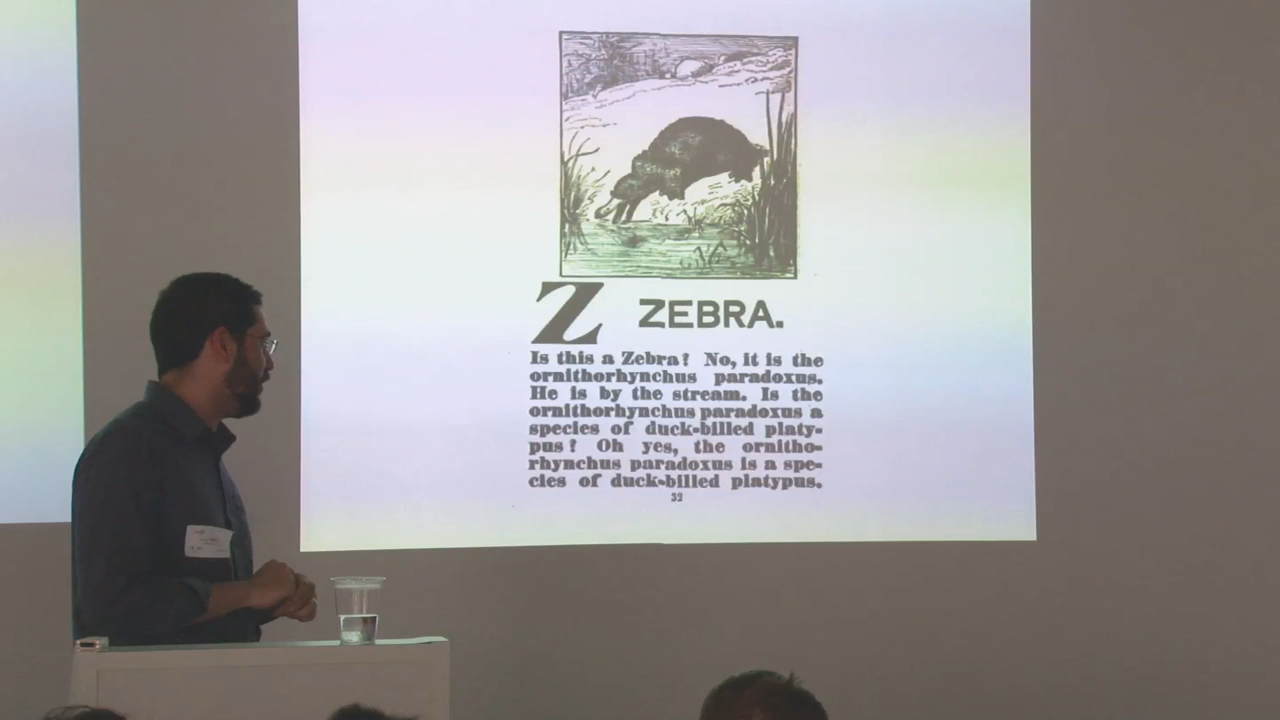 Z ZEBRA.
Is this a Zebra? No, it is the
ornithorhynchus paradoxus.
He is by the stream. Is the
ornithorhynchus paradoxus a
species of duck-billed platy-
pus? Oh yes, the ornitho-
rhynchus paradoxus is a spe-
cies of duck-billed platypus.